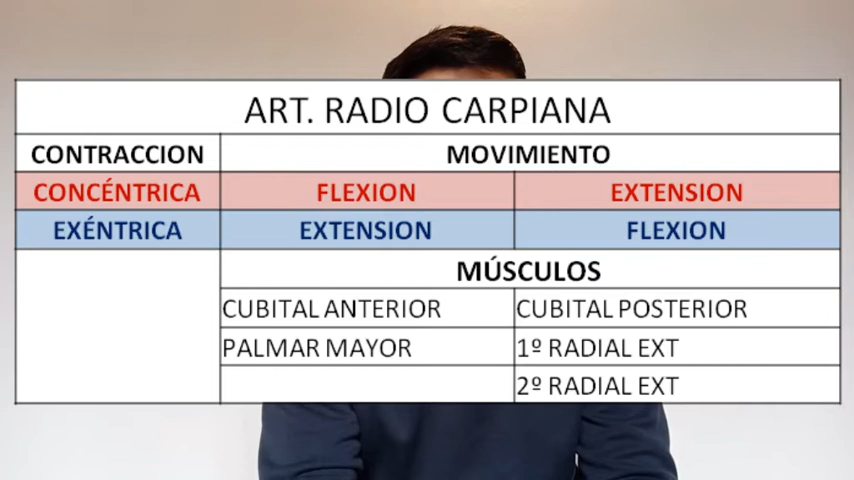 ART. RADIO CARPIANA
CONTRACCION MOVIMIENTO
CONCÉNTRICA FLEXION EXTENSION
EXÉNTRICA EXTENSION FLEXION
MÚSCULOS
CUBITAL ANTERIOR CUBITAL POSTERIOR
PALMAR MAYOR 1º RADIAL EXT
2º RADIAL EXT